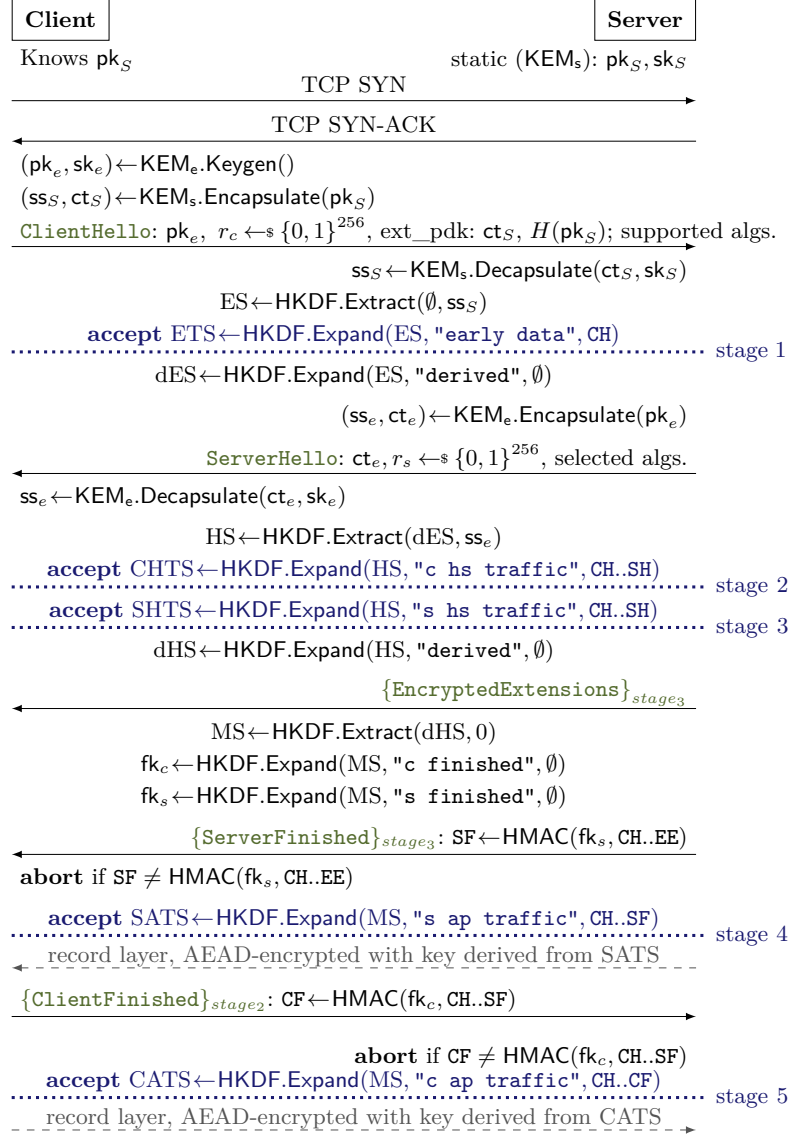 Client Server
Knows pk_S static (KEM_s): pk_S, sk_S
TCP SYN
TCP SYN-ACK
(pk_e, sk_e)←KEM_e.Keygen()
(ss_S, ct_S)←KEM_s.Encapsulate(pk_S)
ClientHello: pk_e, r_c ←$ {0, 1}^256, ext_pdk: ct_S, H(pk_S); supported algs.
ss_S←KEM_s.Decapsulate(ct_S, sk_S)
ES←HKDF.Extract(∅, ss_S)
accept ETS←HKDF.Expand(ES, "early data", CH)
stage 1
dES←HKDF.Expand(ES, "derived", ∅)
(ss_e, ct_e)←KEM_e.Encapsulate(pk_e)
ServerHello: ct_e, r_s ←$ {0, 1}^256, selected algs.
ss_e←KEM_e.Decapsulate(ct_e, sk_e)
HS←HKDF.Extract(dES, ss_e)
accept CHTS←HKDF.Expand(HS, "c hs traffic", CH..SH)
stage 2
accept SHTS←HKDF.Expand(HS, "s hs traffic", CH..SH)
stage 3
dHS←HKDF.Expand(HS, "derived", ∅)
{EncryptedExtensions}_stage_3
MS←HKDF.Extract(dHS, 0)
fk_c←HKDF.Expand(MS, "c finished", ∅)
fk_s←HKDF.Expand(MS, "s finished", ∅)
{ServerFinished}_stage_3: SF←HMAC(fk_s, CH..EE)
abort if SF ≠ HMAC(fk_s, CH..EE)
accept SATS←HKDF.Expand(MS, "s ap traffic", CH..SF)
stage 4
record layer, AEAD-encrypted with key derived from SATS
{ClientFinished}_stage_2: CF←HMAC(fk_c, CH..SF)
abort if CF ≠ HMAC(fk_c, CH..SF)
accept CATS←HKDF.Expand(MS, "c ap traffic", CH..CF)
stage 5
record layer, AEAD-encrypted with key derived from CATS